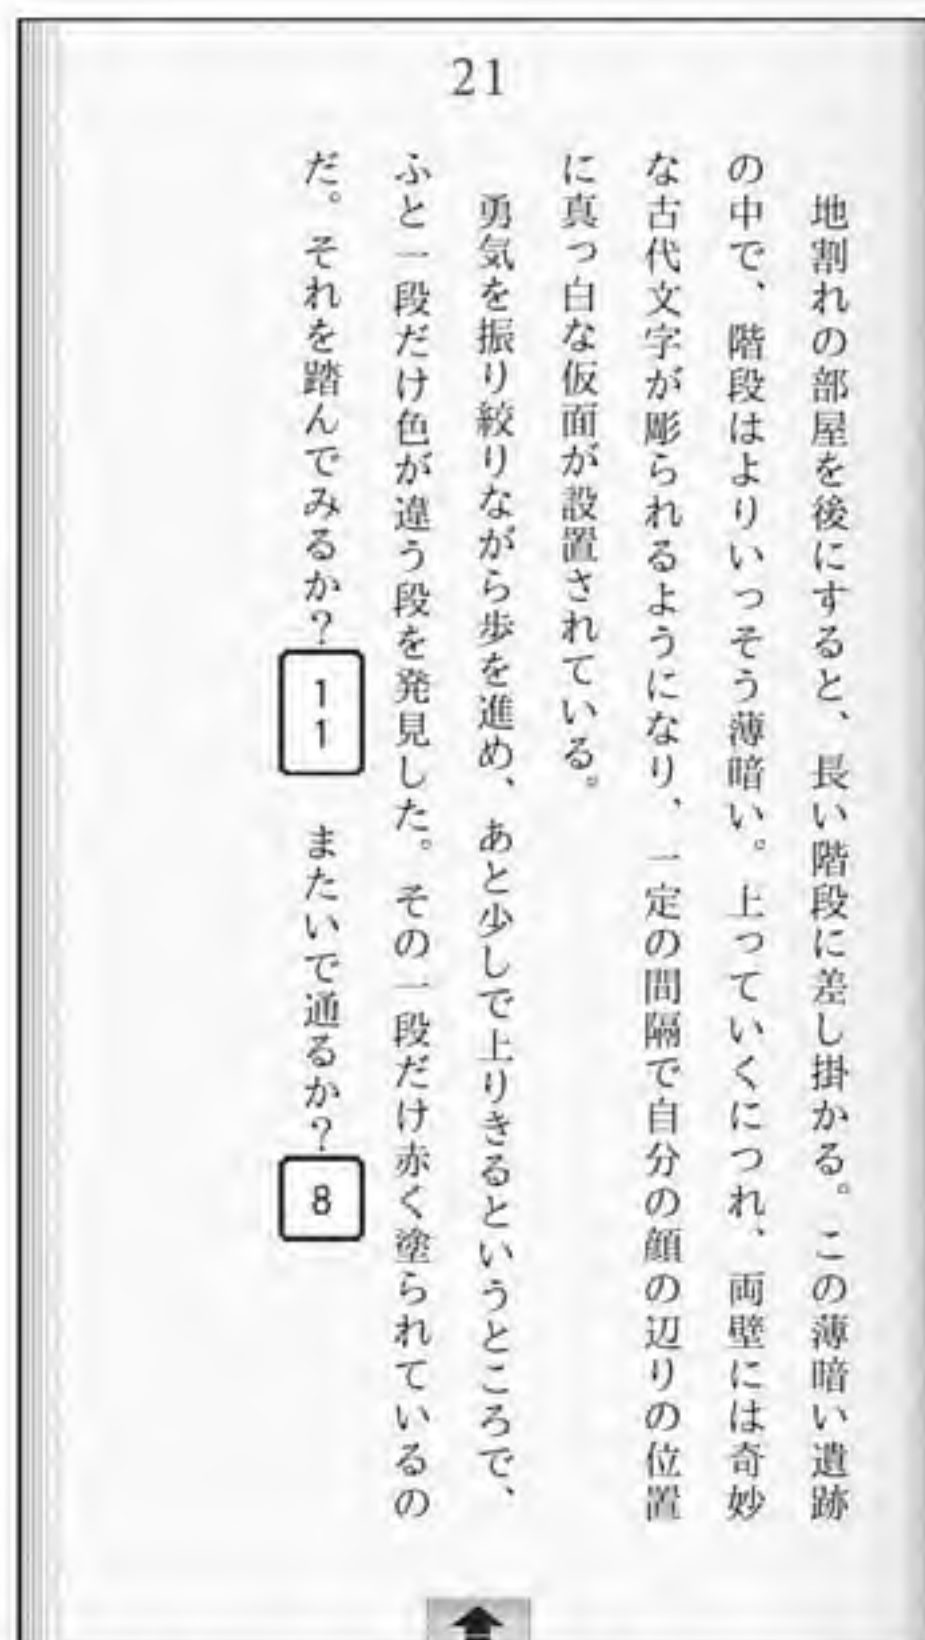 21
地割れの部屋を後にすると、長い階段に差し掛かる。この薄暗い遺跡
の中で、階段はよりいっそう薄暗い。上っていくにつれ、両壁には奇妙
な古代文字が彫られるようになり、一定の間隔で自分の顔の辺りの位置
に真っ白な仮面が設置されている。
勇気を振り絞りながら歩を進め、あと少しで上りきるというところで、
ふと一段だけ色が違う段を発見した。その一段だけ赤く塗られているの
だ。それを踏んでみるか？ 11 またいで通るか？ 8